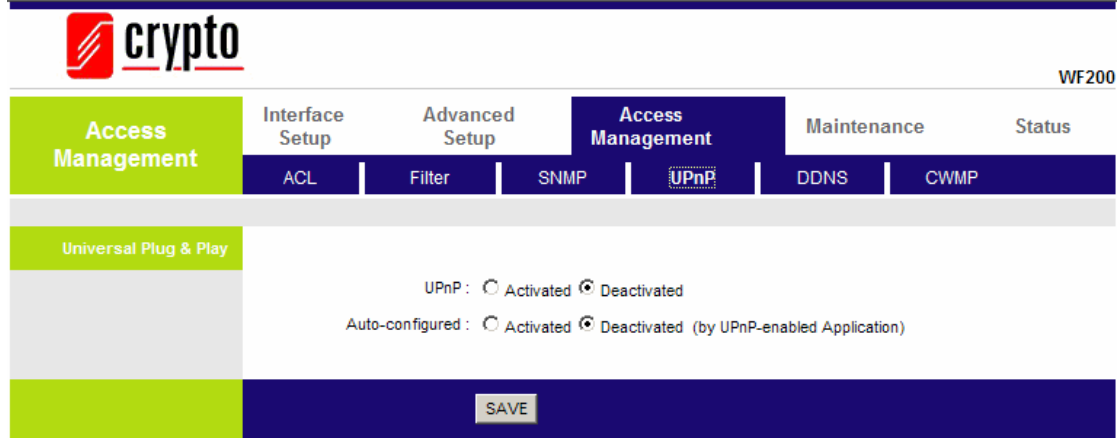 crypto
WF200
Access Management
Interface Setup
Advanced Setup
Access Management
Maintenance
Status
ACL
Filter
SNMP
UPnP
DDNS
CWMP
Universal Plug & Play
UPnP : Activated Deactivated
Auto-configured : Activated Deactivated (by UPnP-enabled Application)
SAVE